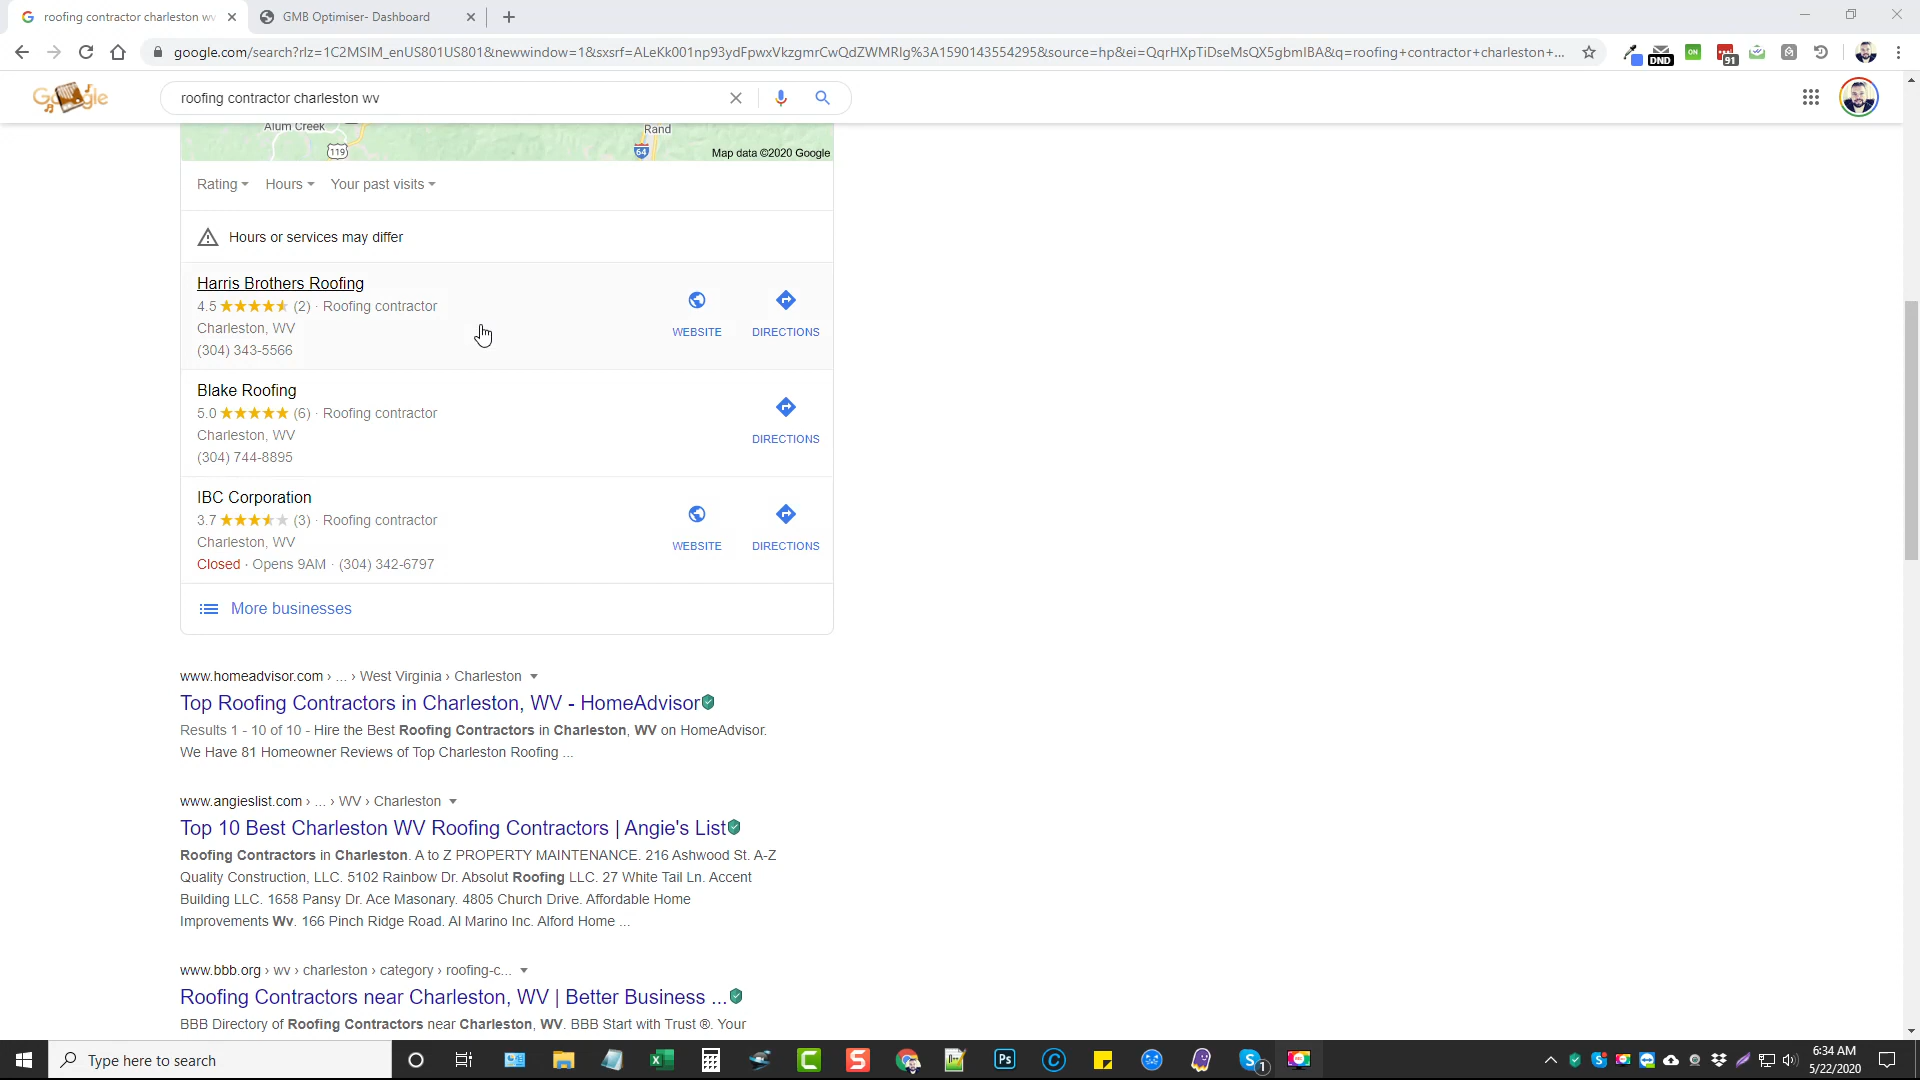 roofing contractor charleston wv
GMB Optimiser- Dashboard
google.com/search?rlz=1C2MSIM_enUS801US801&newwindow=1&sxsrf=ALeKk001np93ydFpwxVkzgmrCwQdZWMRIg%3A1590143554295&source=hp&ei=QqrHXpTiDseMsQX5gbmIBA&q=roofing+contractor+charleston+...
DND
ON
91
roofing contractor charleston wv
Alum Creek
Rand
119
64
Map data ©2020 Google
Rating
Hours
Your past visits
Hours or services may differ
Harris Brothers Roofing
4.5 (2) · Roofing contractor
Charleston, WV
(304) 343-5566
WEBSITE
DIRECTIONS
Blake Roofing
5.0 (6) · Roofing contractor
Charleston, WV
(304) 744-8895
DIRECTIONS
IBC Corporation
3.7 (3) · Roofing contractor
Charleston, WV
Closed · Opens 9AM · (304) 342-6797
WEBSITE
DIRECTIONS
More businesses
www.homeadvisor.com › ... › West Virginia › Charleston
Top Roofing Contractors in Charleston, WV - HomeAdvisor
Results 1 - 10 of 10 - Hire the Best Roofing Contractors in Charleston, WV on HomeAdvisor.
We Have 81 Homeowner Reviews of Top Charleston Roofing ...
www.angieslist.com › ... › WV › Charleston
Top 10 Best Charleston WV Roofing Contractors | Angie's List
Roofing Contractors in Charleston. A to Z PROPERTY MAINTENANCE. 216 Ashwood St. A-Z
Quality Construction, LLC. 5102 Rainbow Dr. Absolut Roofing LLC. 27 White Tail Ln. Accent
Building LLC. 1658 Pansy Dr. Ace Masonary. 4805 Church Drive. Affordable Home
Improvements Wv. 166 Pinch Ridge Road. Al Marino Inc. Alford Home ...
www.bbb.org › wv › charleston › category › roofing-c...
Roofing Contractors near Charleston, WV | Better Business ...
BBB Directory of Roofing Contractors near Charleston, WV. BBB Start with Trust ®. Your
Type here to search
Ps
6:34 AM
5/22/2020